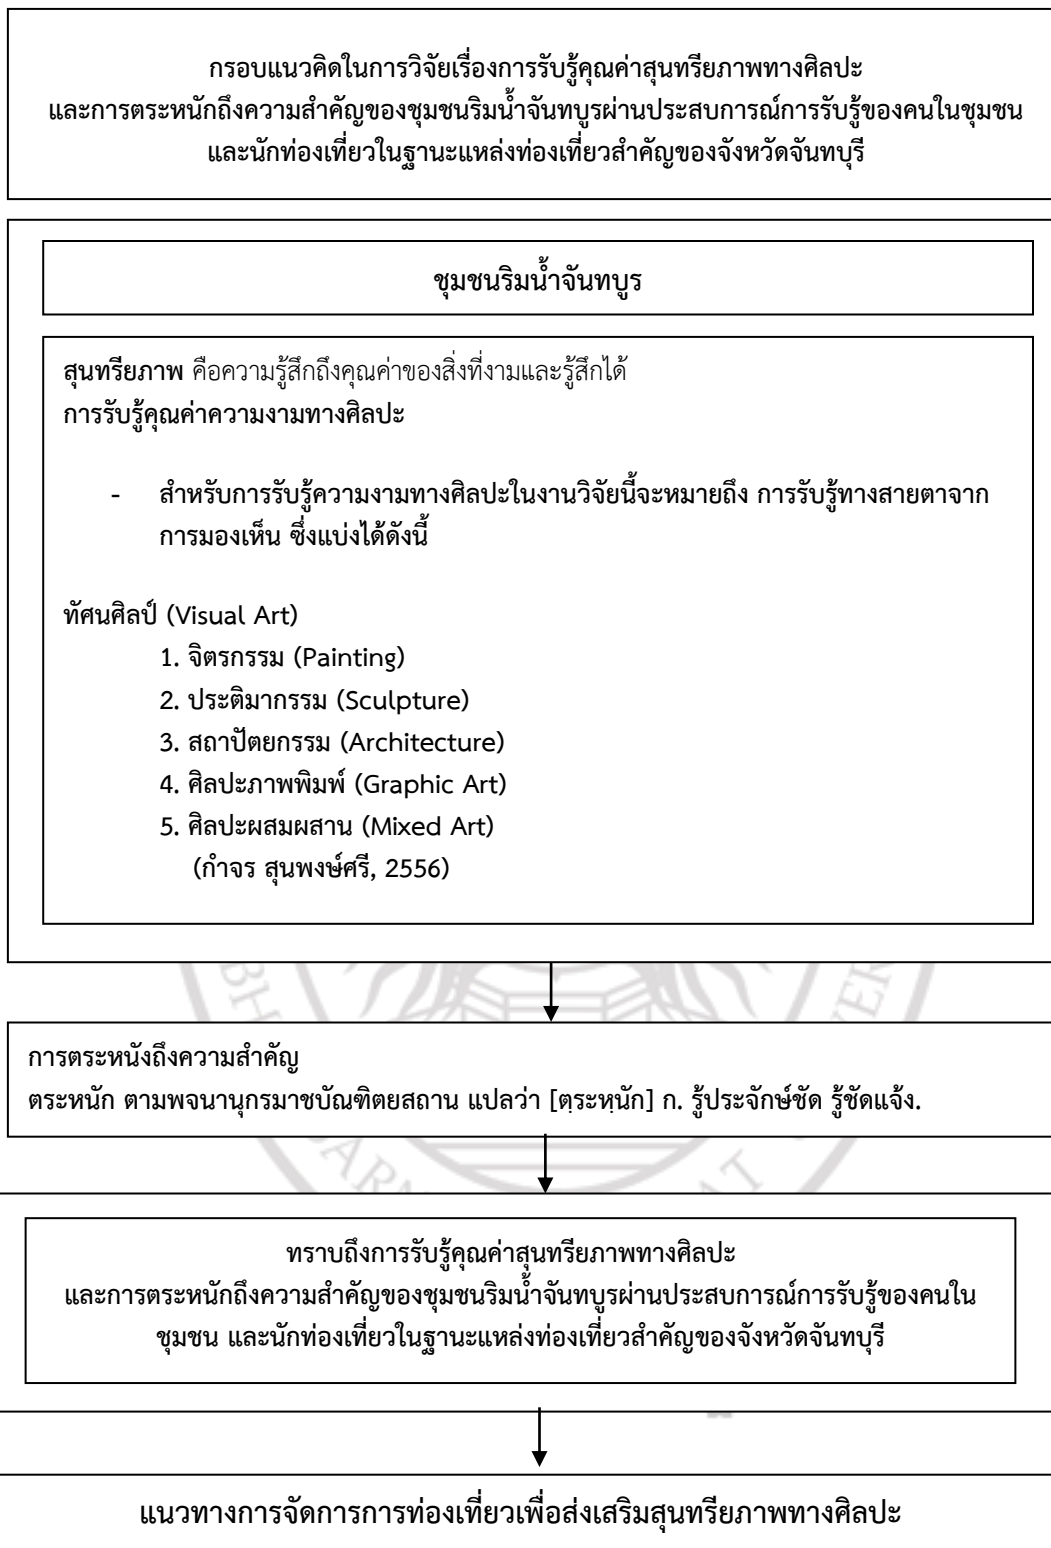 กรอบแนวคิดในการวิจัยเรื่องการรับรู้คุณค่าสุนทรียภาพทางศิลปะ
และการตระหนักถึงความสำคัญของชุมชนริมน้ำจันทบูรผ่านประสบการณ์การรับรู้ของคนในชุมชน
และนักท่องเที่ยวในฐานะแหล่งท่องเที่ยวสำคัญของจังหวัดจันทบุรี
ชุมชนริมน้ำจันทบูร
สุนทรียภาพ คือความรู้สึกถึงคุณค่าของสิ่งที่งามและรู้สึกได้
การรับรู้คุณค่าความงามทางศิลปะ
- สำหรับการรับรู้ความงามทางศิลปะในงานวิจัยนี้จะหมายถึง การรับรู้ทางสายตาจาก
การมองเห็น ซึ่งแบ่งได้ดังนี้
ทัศนศิลป์ (Visual Art)
1. จิตรกรรม (Painting)
2. ประติมากรรม (Sculpture)
3. สถาปัตยกรรม (Architecture)
4. ศิลปะภาพพิมพ์ (Graphic Art)
5. ศิลปะผสมผสาน (Mixed Art)
(กำจร สุนพงษ์ศรี, 2556)
การตระหนังถึงความสำคัญ
ตระหนัก ตามพจนานุกรมาชบัณฑิตยสถาน แปลว่า [ตฺระหฺนัก] ก. รู้ประจักษ์ชัด รู้ชัดแจ้ง.
ทราบถึงการรับรู้คุณค่าสุนทรียภาพทางศิลปะ
และการตระหนักถึงความสำคัญของชุมชนริมน้ำจันทบูรผ่านประสบการณ์การรับรู้ของคนใน
ชุมชน และนักท่องเที่ยวในฐานะแหล่งท่องเที่ยวสำคัญของจังหวัดจันทบุรี
แนวทางการจัดการการท่องเที่ยวเพื่อส่งเสริมสุนทรียภาพทางศิลปะ